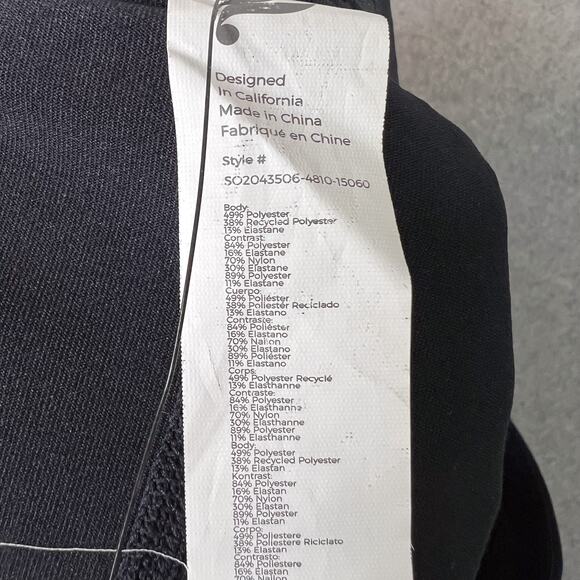 Designed
In California
Made in China
Fabriqué en Chine
Style #
SO2043506-4810-15060
Body:
49% Polyester
38% Recycled Polyester
13% Elastane
Contrast:
84% Polyester
16% Elastane
70% Nylon
30% Elastane
89% Polyester
11% Elastane
Cuerpo:
49% Poliéster
38% Poliéster Reciclado
13% Elastano
Contraste:
84% Poliéster
16% Elastano
70% Nailon
30% Elastano
89% Poliéster
11% Elastano
Corps:
49% Polyester Recyclé
13% Elasthanne
Contraste:
84% Polyester
16% Elasthanne
70% Nylon
30% Elasthanne
89% Polyester
11% Elasthanne
Body:
49% Polyester
38% Recycled Polyester
13% Elastan
Kontrast:
84% Polyester
16% Elastan
70% Nylon
30% Elastan
89% Polyester
11% Elastan
Corpo:
49% Poliestere
38% Poliestere Riciclato
13% Elastan
Contrasto:
84% Poliestere
16% Elastan
70% Nylon